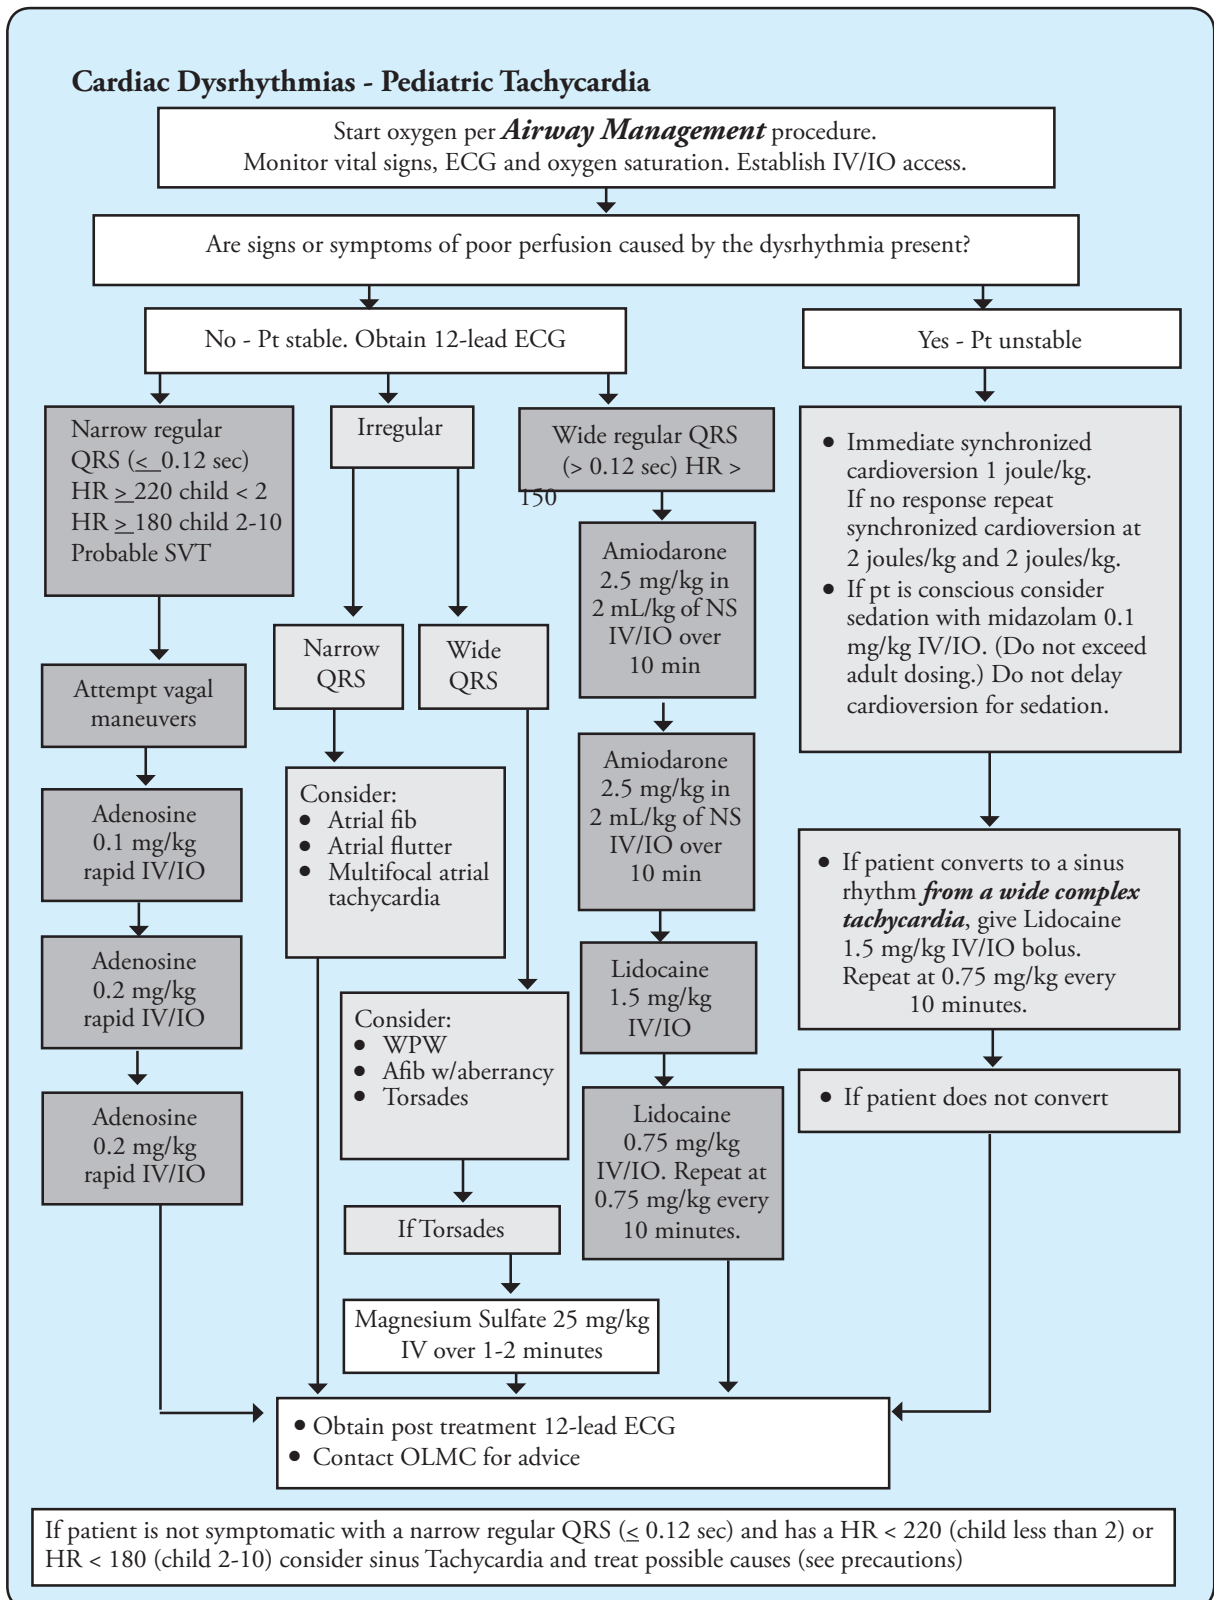 Cardiac Dysrhythmias - Pediatric Tachycardia
Start oxygen per Airway Management procedure.
Monitor vital signs, ECG and oxygen saturation. Establish IV/IO access.
Are signs or symptoms of poor perfusion caused by the dysrhythmia present?
No - Pt stable. Obtain 12-lead ECG
Yes - Pt unstable
Narrow regular
QRS (≤ 0.12 sec)
HR ≥ 220 child < 2
HR ≥ 180 child 2-10
Probable SVT
Attempt vagal
maneuvers
Adenosine
0.1 mg/kg
rapid IV/IO
Adenosine
0.2 mg/kg
rapid IV/IO
Adenosine
0.2 mg/kg
rapid IV/IO
Irregular
Narrow
QRS
Wide
QRS
Consider:
• Atrial fib
• Atrial flutter
• Multifocal atrial
tachycardia
Consider:
• WPW
• Afib w/aberrancy
• Torsades
If Torsades
Magnesium Sulfate 25 mg/kg
IV over 1-2 minutes
Wide regular QRS
(> 0.12 sec) HR >
150
Amiodarone
2.5 mg/kg in
2 mL/kg of NS
IV/IO over
10 min
Amiodarone
2.5 mg/kg in
2 mL/kg of NS
IV/IO over
10 min
Lidocaine
1.5 mg/kg
IV/IO
Lidocaine
0.75 mg/kg
IV/IO. Repeat at
0.75 mg/kg every
10 minutes.
• Immediate synchronized
cardioversion 1 joule/kg.
If no response repeat
synchronized cardioversion at
2 joules/kg and 2 joules/kg.
• If pt is conscious consider
sedation with midazolam 0.1
mg/kg IV/IO. (Do not exceed
adult dosing.) Do not delay
cardioversion for sedation.
• If patient converts to a sinus
rhythm from a wide complex
tachycardia, give Lidocaine
1.5 mg/kg IV/IO bolus.
Repeat at 0.75 mg/kg every
10 minutes.
• If patient does not convert
• Obtain post treatment 12-lead ECG
• Contact OLMC for advice
If patient is not symptomatic with a narrow regular QRS (≤ 0.12 sec) and has a HR < 220 (child less than 2) or
HR < 180 (child 2-10) consider sinus Tachycardia and treat possible causes (see precautions)